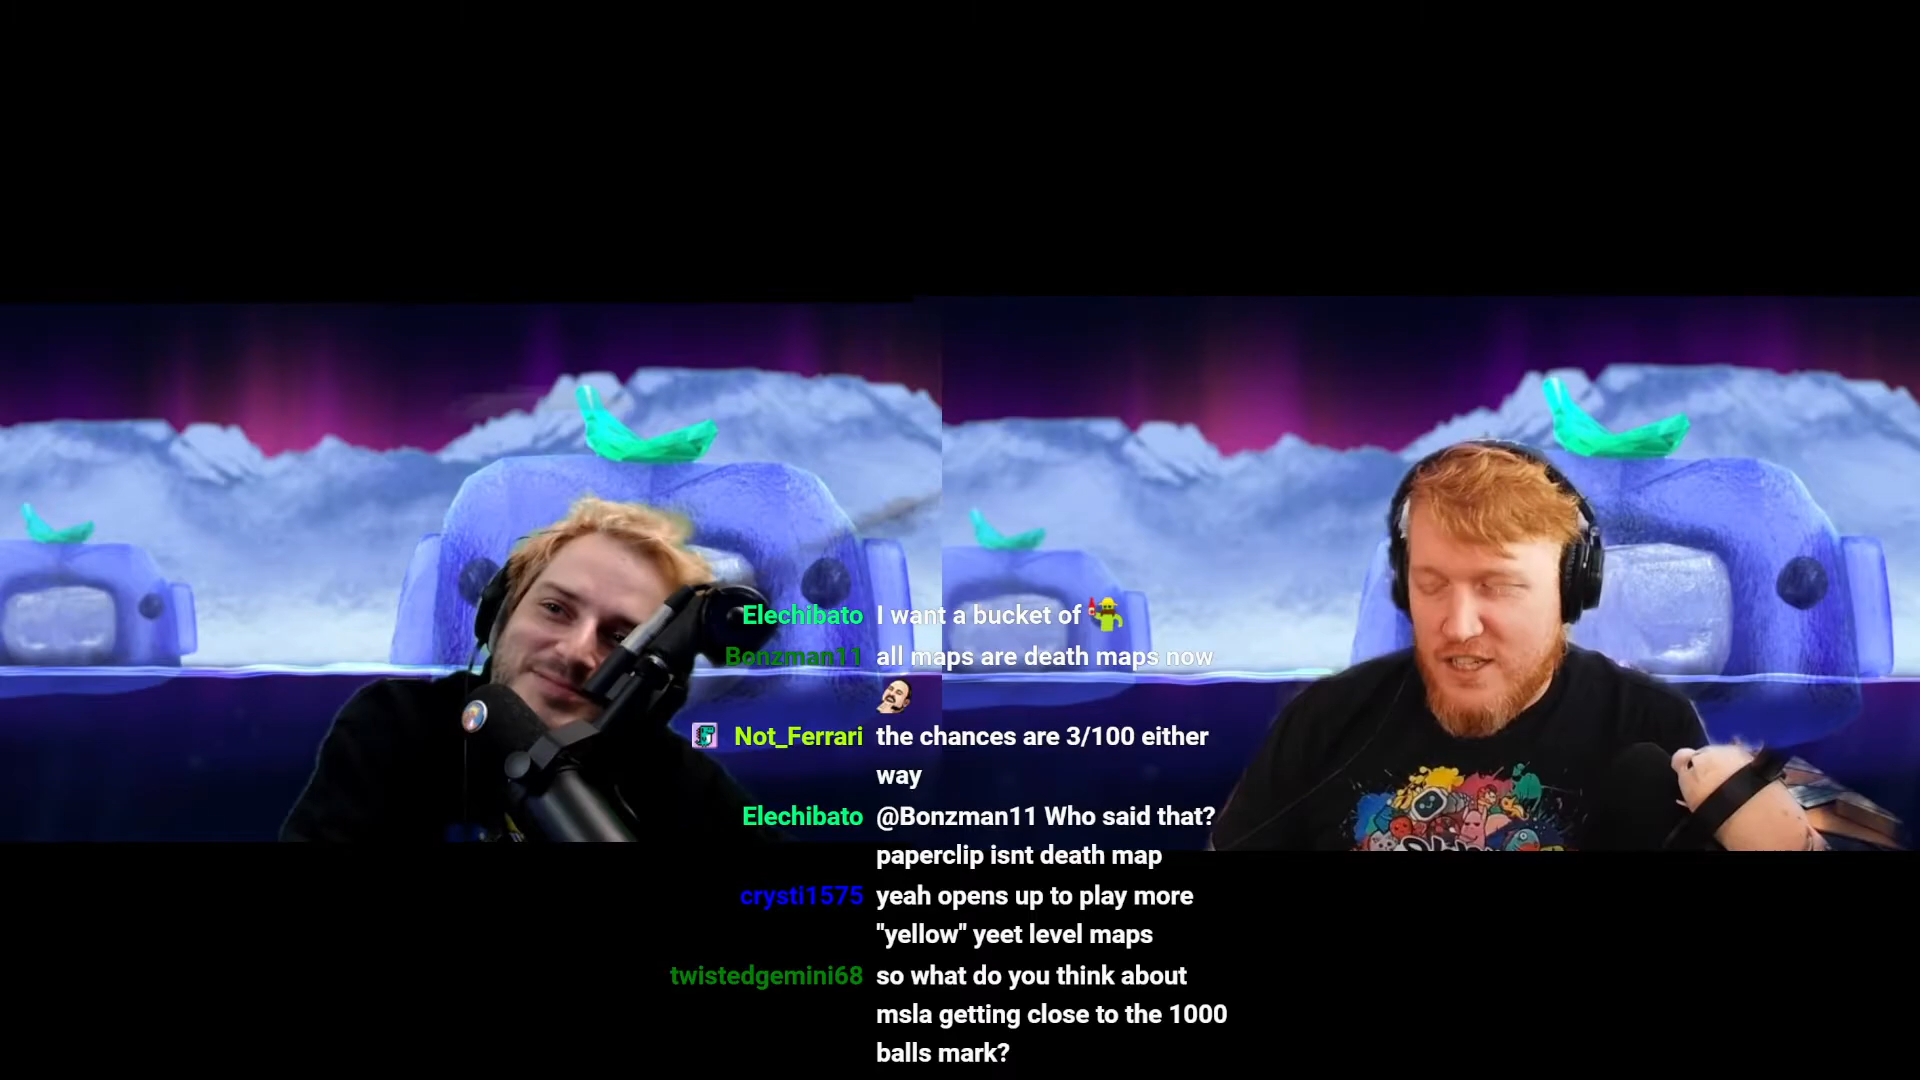 Elechibato I want a bucket of
Bonzman11 all maps are death maps now
Not_Ferrari the chances are 3/100 either
way
Elechibato @Bonzman11 Who said that?
paperclip isnt death map
crysti1575 yeah opens up to play more
"yellow" yeet level maps
twistedgemini68 so what do you think about
msla getting close to the 1000
balls mark?